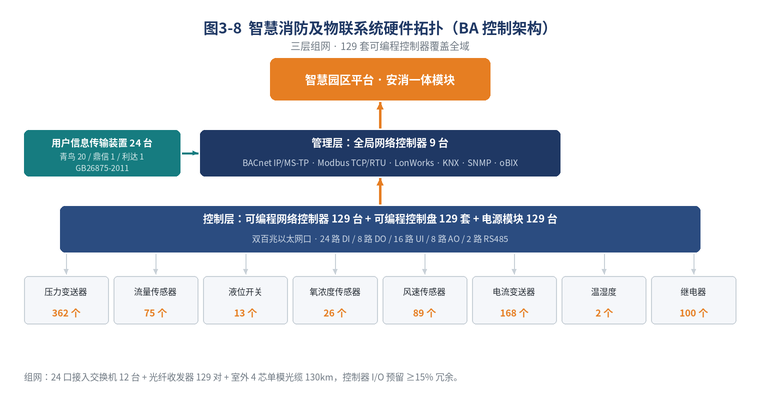 图3-8 智慧消防及物联系统硬件拓扑（BA 控制架构）
三层组网 · 129 套可编程控制器覆盖全域
智慧园区平台 · 安消一体模块
用户信息传输装置 24 台
青鸟 20 / 鼎信 1 / 利达 1
GB26875-2011
管理层：全局网络控制器 9 台
BACnet IP/MS-TP · Modbus TCP/RTU · LonWorks · KNX · SNMP · oBIX
控制层：可编程网络控制器 129 台 + 可编程控制盘 129 套 + 电源模块 129 台
双百兆以太网口 · 24 路 DI / 8 路 DO / 16 路 UI / 8 路 AO / 2 路 RS485
压力变送器
362 个
流量传感器
75 个
液位开关
13 个
氧浓度传感器
26 个
风速传感器
89 个
电流变送器
168 个
温湿度
2 个
继电器
100 个
组网：24 口接入交换机 12 台 + 光纤收发器 129 对 + 室外 4 芯单模光缆 130km，控制器 I/O 预留 ≥15% 冗余。